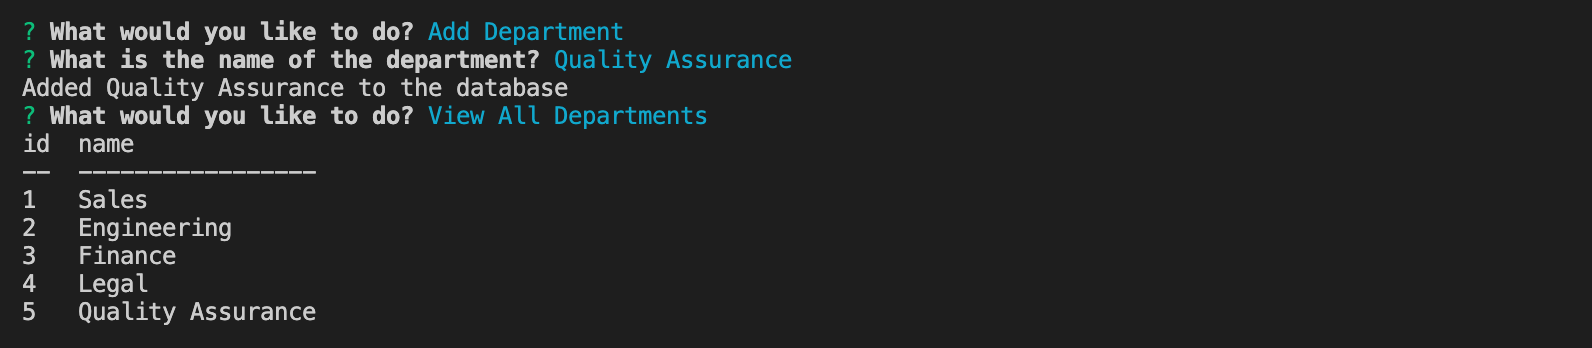 ? What would you like to do? Add Department
? What is the name of the department? Quality Assurance
Added Quality Assurance to the database
? What would you like to do? View All Departments
id  name
--  -----------------
1   Sales
2   Engineering
3   Finance
4   Legal
5   Quality Assurance